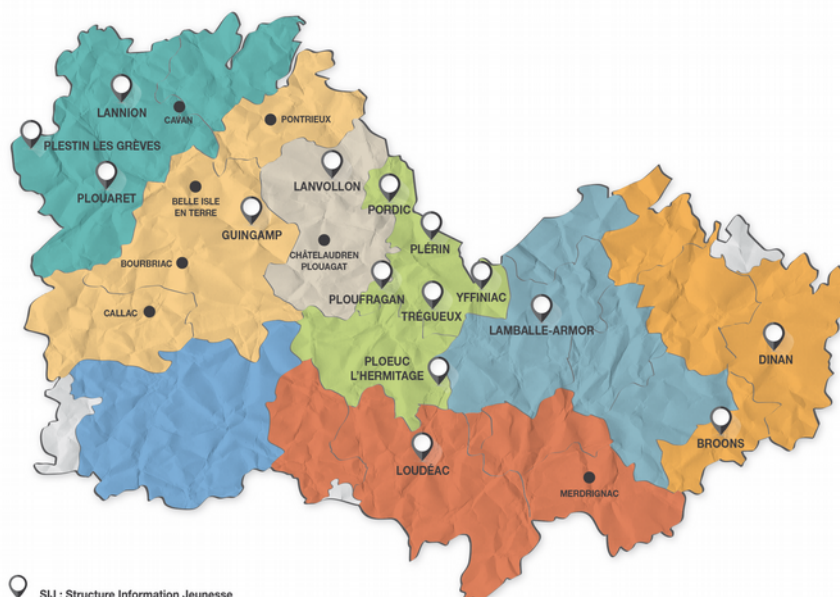 LANNION
CAVAN
PONTRIEUX
PLESTIN LES GRÈVES
PLOUARET
LANVOLLON
BELLE ISLE
EN TERRE
PORDIC
GUINGAMP
PLÉRIN
CHÂTELAUDREN
PLOUAGAT
BOURBRIAC
PLOUFRAGAN
YFFINIAC
TRÉGUEUX
CALLAC
LAMBALLE-ARMOR
DINAN
PLOEUC
L'HERMITAGE
BROONS
LOUDÉAC
MERDRIGNAC
SIJ : Structure Information Jeunesse